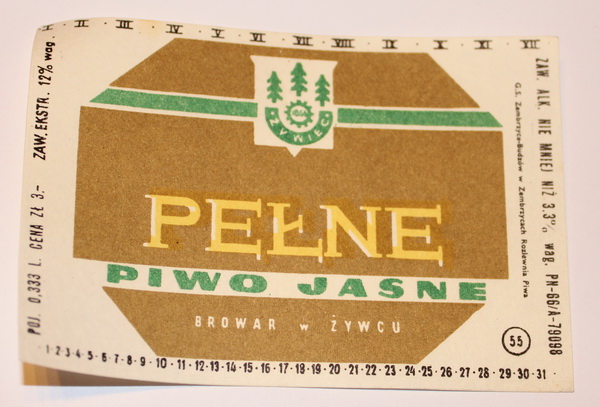 I · II · III · IV · V · VI · VII · VIII · IX · X · XI · XII
ZAW. EKSTR. 12% wag.
POJ. 0,333 L. CENA ZŁ 3.-
ŻYWIEC
PEŁNE
PIWO JASNE
BROWAR w ŻYWCU
55
1·2·3·4·5·6·7·8·9·10·11·12·13·14·15·16·17·18·19·20·21·22·23·24·25·26·27·28·29·30·31·
G.S. Zembrzyce-Budzów w Zembrzycach Rozlewnia Piwa
ZAW. ALK. NIE MNIEJ NIŻ 3,3% wag. PN-66/A-79098